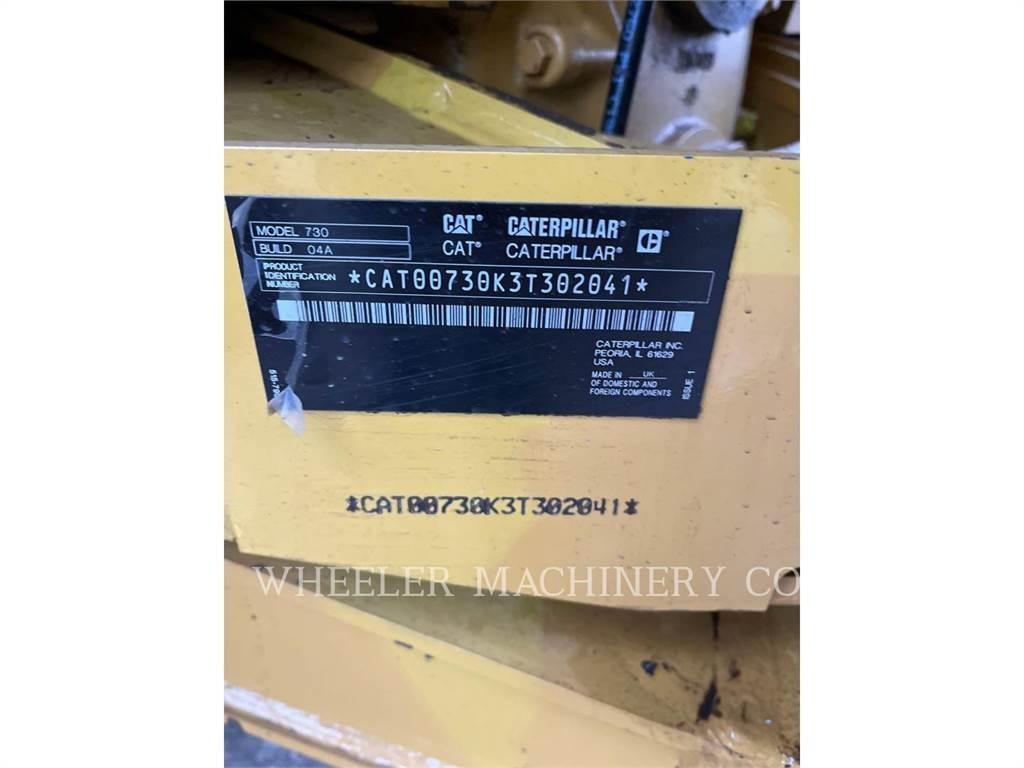 MODEL 730
BUILD 04A
CAT® CATERPILLAR®
CAT® CATERPILLAR®
PRODUCT
IDENTIFICATION
NUMBER
*CAT00730K3T302041*
CATERPILLAR INC.
PEORIA, IL 61629
USA
MADE IN UK
OF DOMESTIC AND
FOREIGN COMPONENTS
ISSUE 1
*CAT00730K3T302041*
WHEELER MACHINERY CO